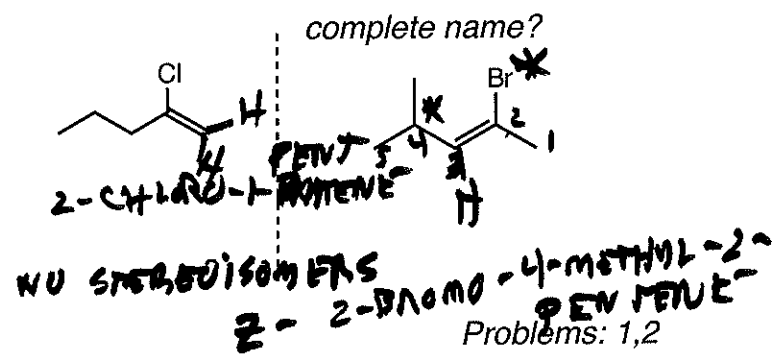 complete name?
Cl
Br *
H
*
2
4
5
3
1
H
H
PENT
2-CHLORO-1-
NO STEREOISOMERS
Z- 2-BROMO-4-METHYL-2-
PENTENE
Problems: 1,2